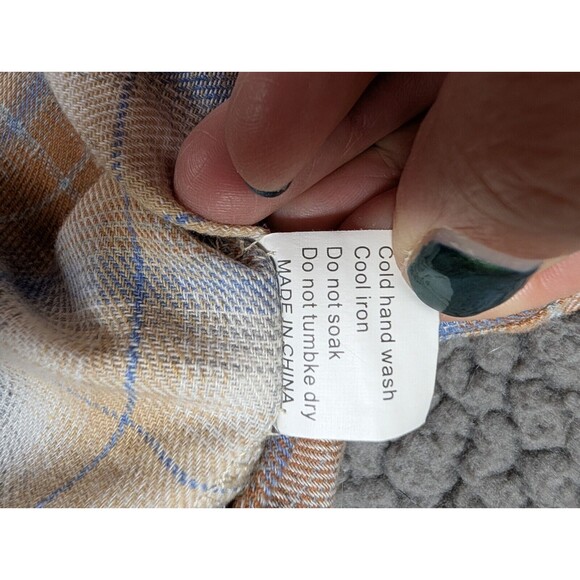 Cold hand wash
Cool iron
Do not soak
Do not tumbke dry
MADE IN CHINA.